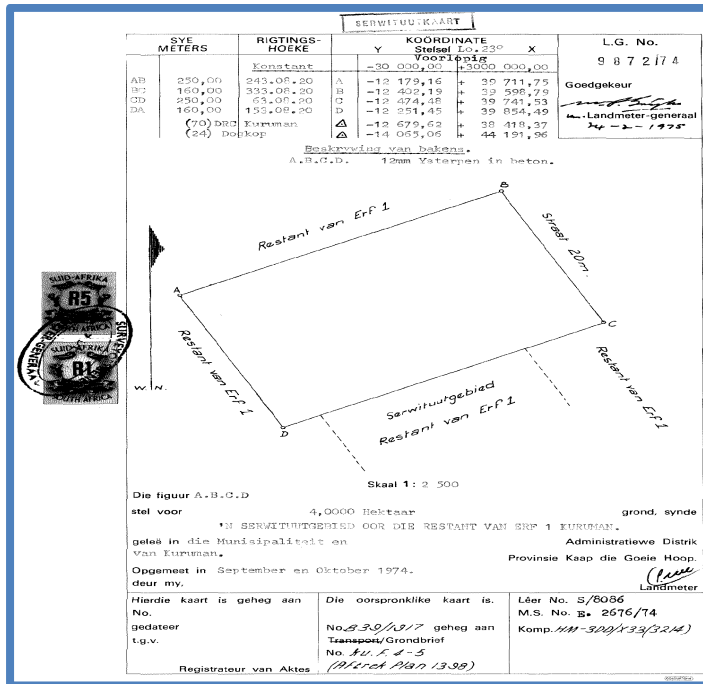 SERWITUUTKAART
SYE METERS
RIGTINGS- HOEKE
KOÖRDINATE
Y Stelsel Lo.23° X
Voorlopig
L.G. No.
9872/74
Konstant -30 000,00 +3000 000,00
AB 250,00 243.08.20 A -12 179,16 + 39 711,75
BC 160,00 333.08.20 B -12 402,19 + 39 598,79
CD 250,00 63.08.20 C -12 474,48 + 39 741,53
DA 160,00 153.08.20 D -12 251,45 + 39 854,49
(70) DRC Kuruman △ -12 679,62 + 38 418,37
(24) Doskop △ -14 065,06 + 44 191,96
Goedgekeur
Landmeter-generaal
24-2-1975
Beskrywing van bakens.
A.B.C.D. 12mm Ysterpen in beton.
B
Restant van Erf 1
Straat 20m.
A
SUID-AFRIKA
R5
SOUTH AFRICA
SUID-AFRIKA
R1
SOUTH AFRICA
C
Restant van Erf 1
Restant van Erf 1
W N.
Serwituutgebied
Restant van Erf 1
D
Skaal 1: 2 500
Die figuur A.B.C.D
stel voor 4,0000 Hektaar grond, synde
'N SERWITUUTGEBIED OOR DIE RESTANT VAN ERF 1 KURUMAN.
geleë in die Munisipaliteit en Administratiewe Distrik
van Kuruman. Provinsie Kaap die Goeie Hoop.
Opgemeet in September en Oktober 1974.
deur my.
Landmeter
Hierdie kaart is geheg aan
No.
gedateer
t.g.v.
Registrateur van Aktes
Die oorspronklike kaart is.
No.B39/1917 geheg aan
Transport/Grondbrief
No. Ku.F. 4-5
(Aftrek Plan 1398)
Lêer No. S/8086
M.S. No. E. 2676/74
Komp. HM-3DD/X33/3214)